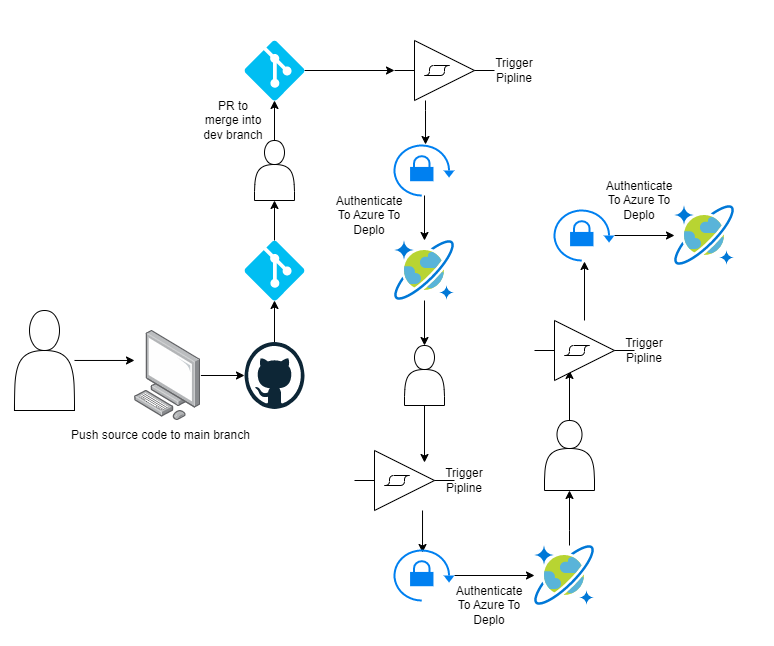 Trigger
Pipline
PR to
merge into
dev branch
Authenticate
To Azure To
Deplo
Authenticate
To Azure To
Deplo
Trigger
Pipline
Push source code to main branch
Trigger
Pipline
Authenticate
To Azure To
Deplo